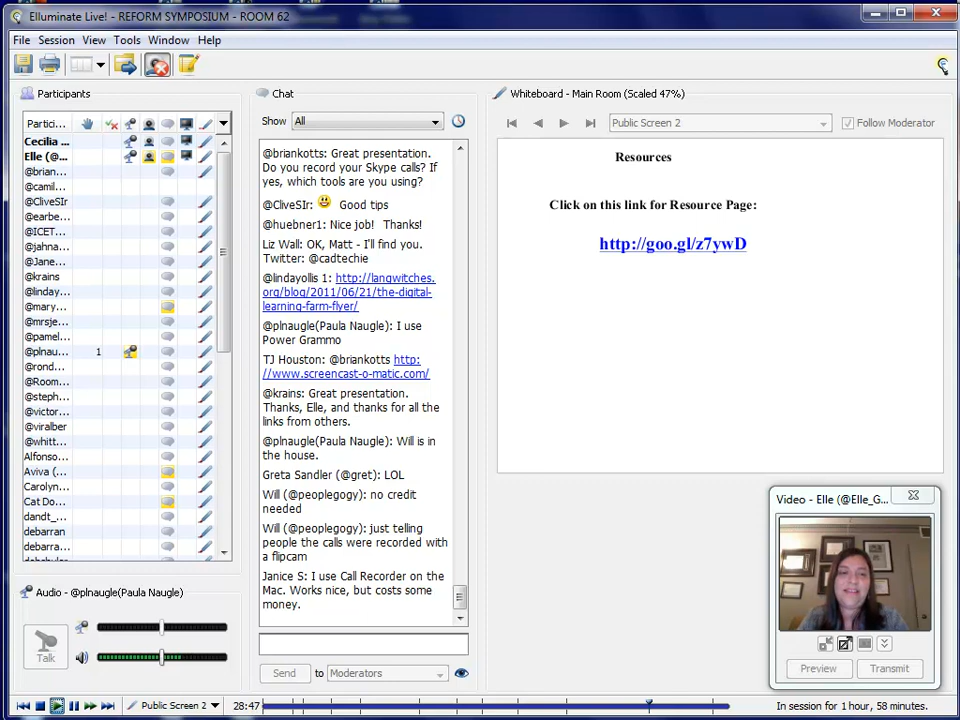 Elluminate Live! - REFORM SYMPOSIUM - ROOM 62
File Session View Tools Window Help
Participants
Partici...
Cecilia ...
Elle (@...
@brian...
@camil...
@CliveSIr
@earbe...
@ICET...
@jahna...
@Jane...
@krains
@linday...
@mary...
@mrsje...
@pamel...
@plnau... 1
@rond...
@Room...
@steph...
@victor...
@viralber
@whitt...
Alfonso...
Aviva (...
Carolyn...
Cat Do...
dandt_...
debarran
debarra...
Audio - @plnaugle(Paula Naugle)
Talk
Chat
Show All
@briankotts: Great presentation.
Do you record your Skype calls? If
yes, which tools are you using?
@CliveSIr: Good tips
@huebner1: Nice job! Thanks!
Liz Wall: OK, Matt - I'll find you.
Twitter: @cadtechie
@lindayollis 1: http://langwitches.
org/blog/2011/06/21/the-digital-
learning-farm-flyer/
@plnaugle(Paula Naugle): I use
Power Grammo
TJ Houston: @briankotts http:
//www.screencast-o-matic.com/
@krains: Great presentation.
Thanks, Elle, and thanks for all the
links from others.
@plnaugle(Paula Naugle): Will is in
the house.
Greta Sandler (@gret): LOL
Will (@peoplegogy): no credit
needed
Will (@peoplegogy): just telling
people the calls were recorded with
a flipcam
Janice S: I use Call Recorder on the
Mac. Works nice, but costs some
money.
Send to Moderators
Whiteboard - Main Room (Scaled 47%)
Public Screen 2
Follow Moderator
Resources
Click on this link for Resource Page:
http://goo.gl/z7ywD
Video - Elle (@Elle_G...
Preview Transmit
Public Screen 2 28:47
In session for 1 hour, 58 minutes.